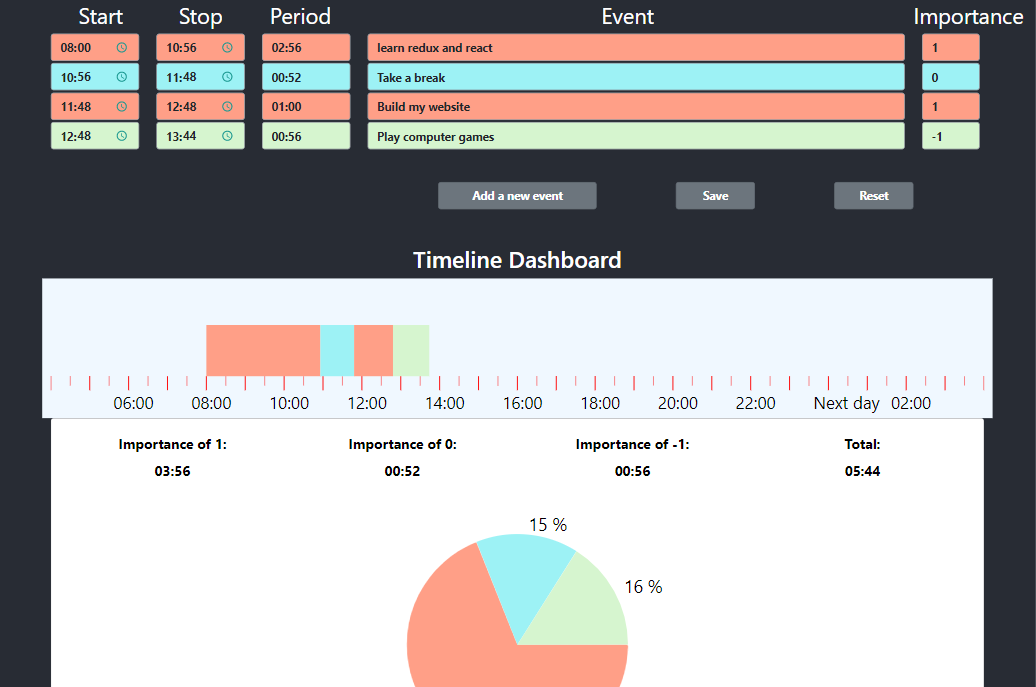 Start Stop Period Event Importance
08:00 10:56 02:56 learn redux and react 1
10:56 11:48 00:52 Take a break 0
11:48 12:48 01:00 Build my website 1
12:48 13:44 00:56 Play computer games -1
Add a new event Save Reset
Timeline Dashboard
06:00 08:00 10:00 12:00 14:00 16:00 18:00 20:00 22:00 Next day 02:00
Importance of 1: Importance of 0: Importance of -1: Total:
03:56 00:52 00:56 05:44
15 %
16 %